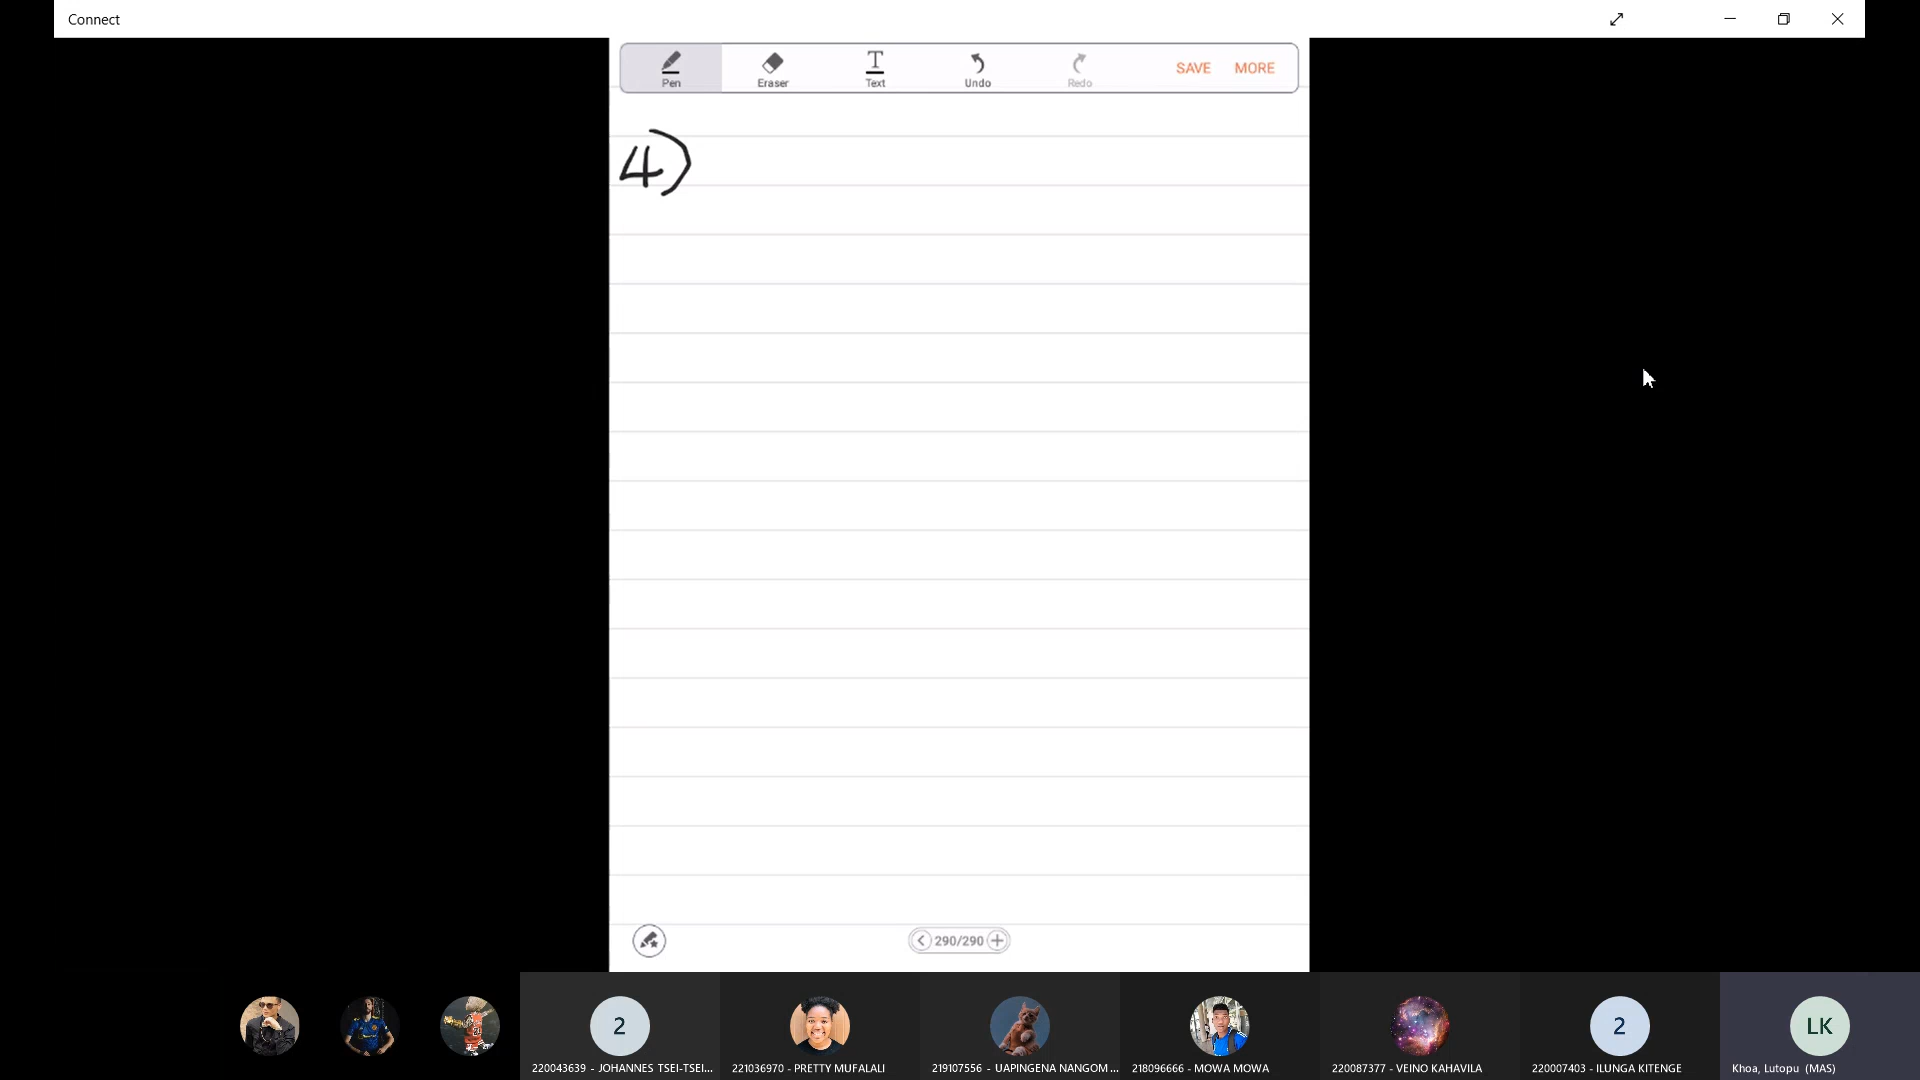 Connect
Pen
Eraser
Text
Undo
Redo
SAVE
MORE
4)
290/290
2
2
LK
220043639 - JOHANNES TSEI-TSEI...
221036970 - PRETTY MUFALALI
219107556 - UAPINGENA NANGOM ...
218096666 - MOWA MOWA
220087377 - VEINO KAHAVILA
220007403 - ILUNGA KITENGE
Khoa, Lutopu (MAS)